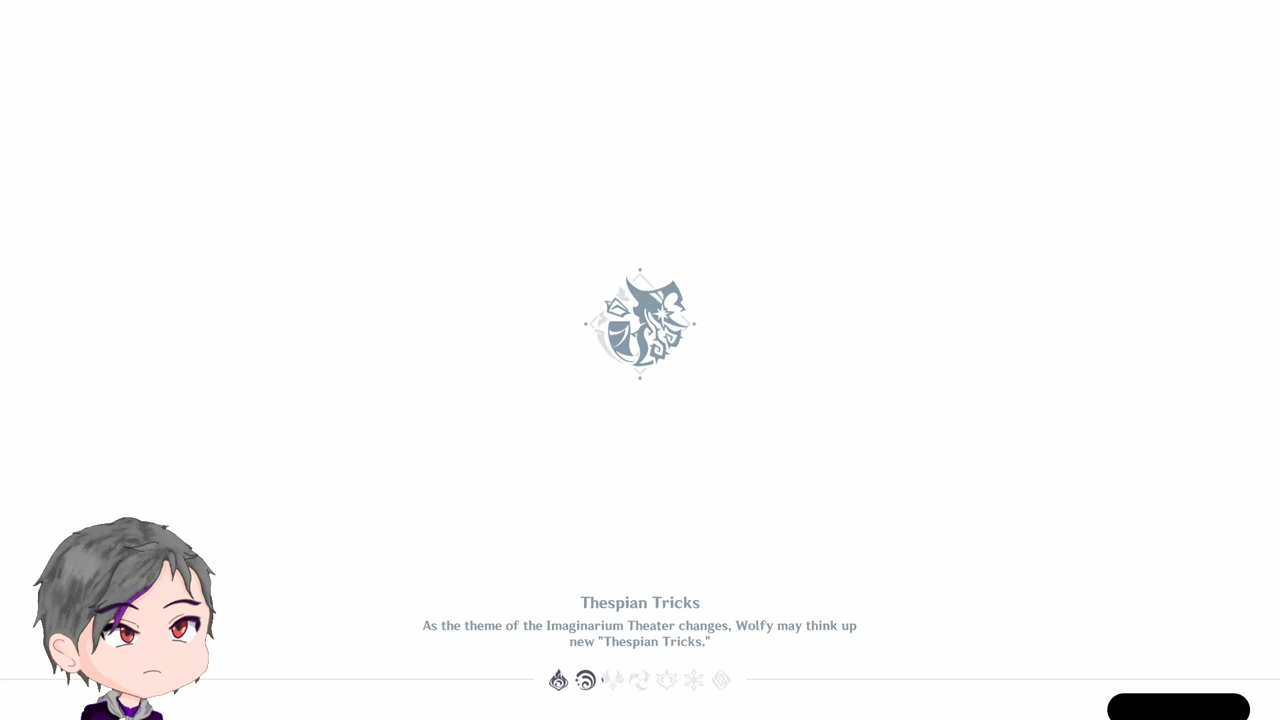 Thespian Tricks
As the theme of the Imaginarium Theater changes, Wolfy may think up
new "Thespian Tricks."